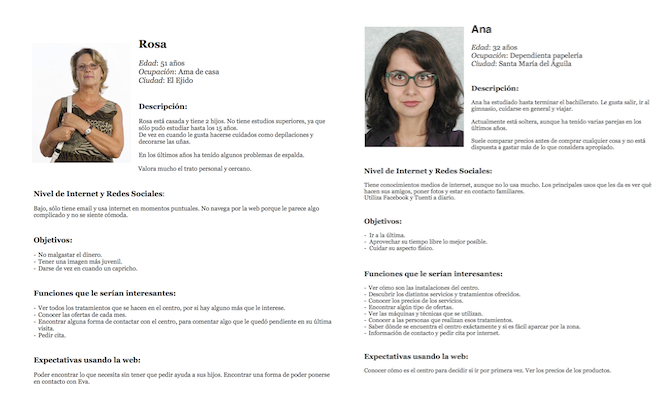 Rosa
Edad: 51 años
Ocupación: Ama de casa
Ciudad: El Ejido
Descripción:
Rosa está casada y tiene 2 hijos. No tiene estudios superiores, ya que
sólo pudo estudiar hasta los 15 años.
De vez en cuando le gusta hacerse cuidados como depilaciones y
decorarse las uñas.
En los últimos años ha tenido algunos problemas de espalda.
Valora mucho el trato personal y cercano.
Nivel de Internet y Redes Sociales:
Bajo, sólo tiene email y usa internet en momentos puntuales. No navega por la web porque le parece algo
complicado y no se siente cómoda.
Objetivos:
- No malgastar el dinero.
- Tener una imagen más juvenil.
- Darse de vez en cuando un capricho.
Funciones que le serían interesantes:
- Ver todos los tratamientos que se hacen en el centro, por si hay alguno más que le interese.
- Conocer las ofertas de cada mes.
- Encontrar alguna forma de contactar con el centro, para comentar algo que le quedó pendiente en su última
visita.
- Pedir cita.
Expectativas usando la web:
Poder encontrar lo que necesita sin tener que pedir ayuda a sus hijos. Encontrar una forma de poder ponerse
en contacto con Eva.
Ana
Edad: 32 años
Ocupación: Dependienta papelería
Ciudad: Santa María del Águila
Descripción:
Ana ha estudiado hasta terminar el bachillerato. Le gusta salir, ir al
gimnasio, cuidarse en general y viajar.
Actualmente está soltera, aunque ha tenido varias parejas en los
últimos años.
Suele comparar precios antes de comprar cualquier cosa y no está
dispuesta a gastar más de lo que considera apropiado.
Nivel de Internet y Redes Sociales:
Tiene conocimientos medios de internet, aunque no lo usa mucho. Los principales usos que les da es ver qué
hacen sus amigos, poner fotos y estar en contacto familiares.
Utiliza Facebook y Tuenti a diario.
Objetivos:
- Ir a la última.
- Aprovechar su tiempo libre lo mejor posible.
- Cuidar su aspecto físico.
Funciones que le serían interesantes:
- Ver cómo son las instalaciones del centro.
- Descubrir los distintos servicios y tratamientos ofrecidos.
- Conocer los precios de los servicios.
- Encontrar algún tipo de ofertas.
- Ver las máquinas y técnicas que se utilizan.
- Conocer a las personas que realizan esos tratamientos.
- Saber dónde se encuentra el centro exáctamente y si es fácil aparcar por la zona.
- Información de contacto y pedir cita por internet.
Expectativas usando la web:
Conocer cómo es el centro para decidir si ir por primera vez. Ver los precios de los productos.